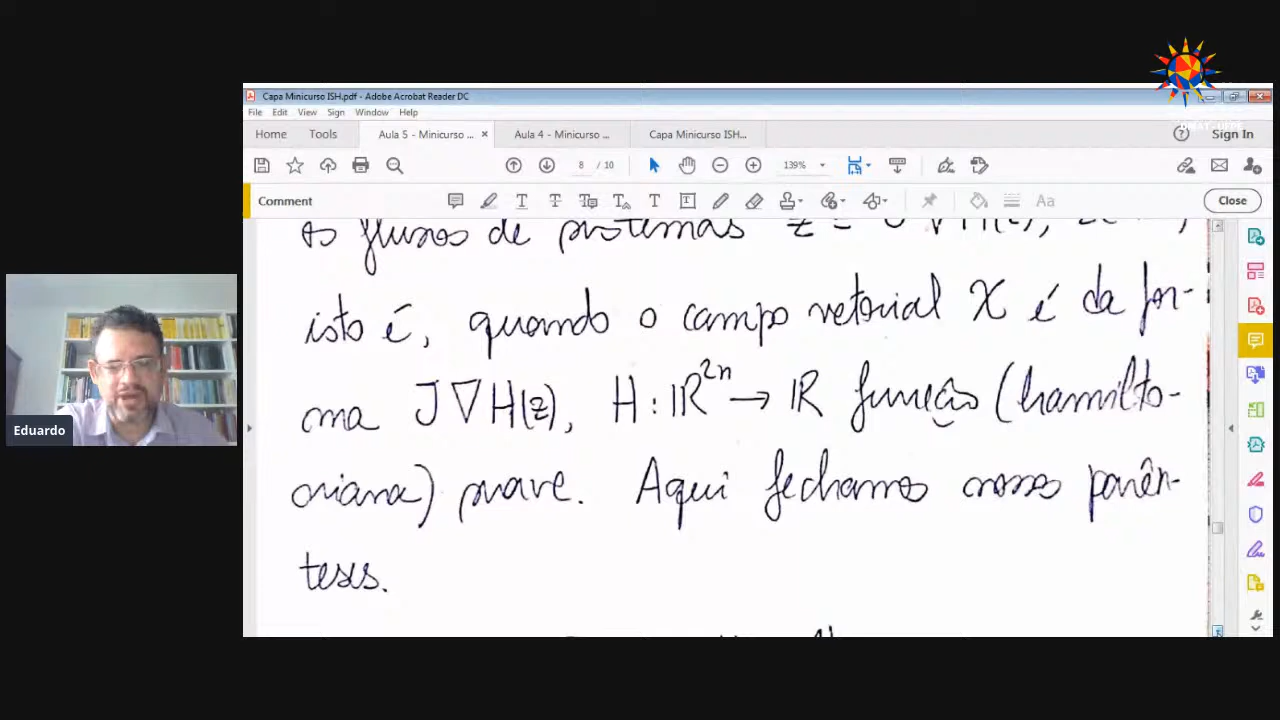 Capa Minicurso ISH.pdf - Adobe Acrobat Reader DC
File Edit View Sign Window Help
Home Tools Aula 5 - Minicurso ... × Aula 4 - Minicurso ... Capa Minicurso ISH... Sign In
8 / 10 139%
Comment Aa Close
os fluxos de sistemas ż = J∇H(z),
isto é, quando o campo vetorial X é da for-
ma J∇H(z), H : ℝ²ⁿ → ℝ função (hamilto-
niana) suave. Aqui fechamos nosso parên-
tesis.
Eduardo